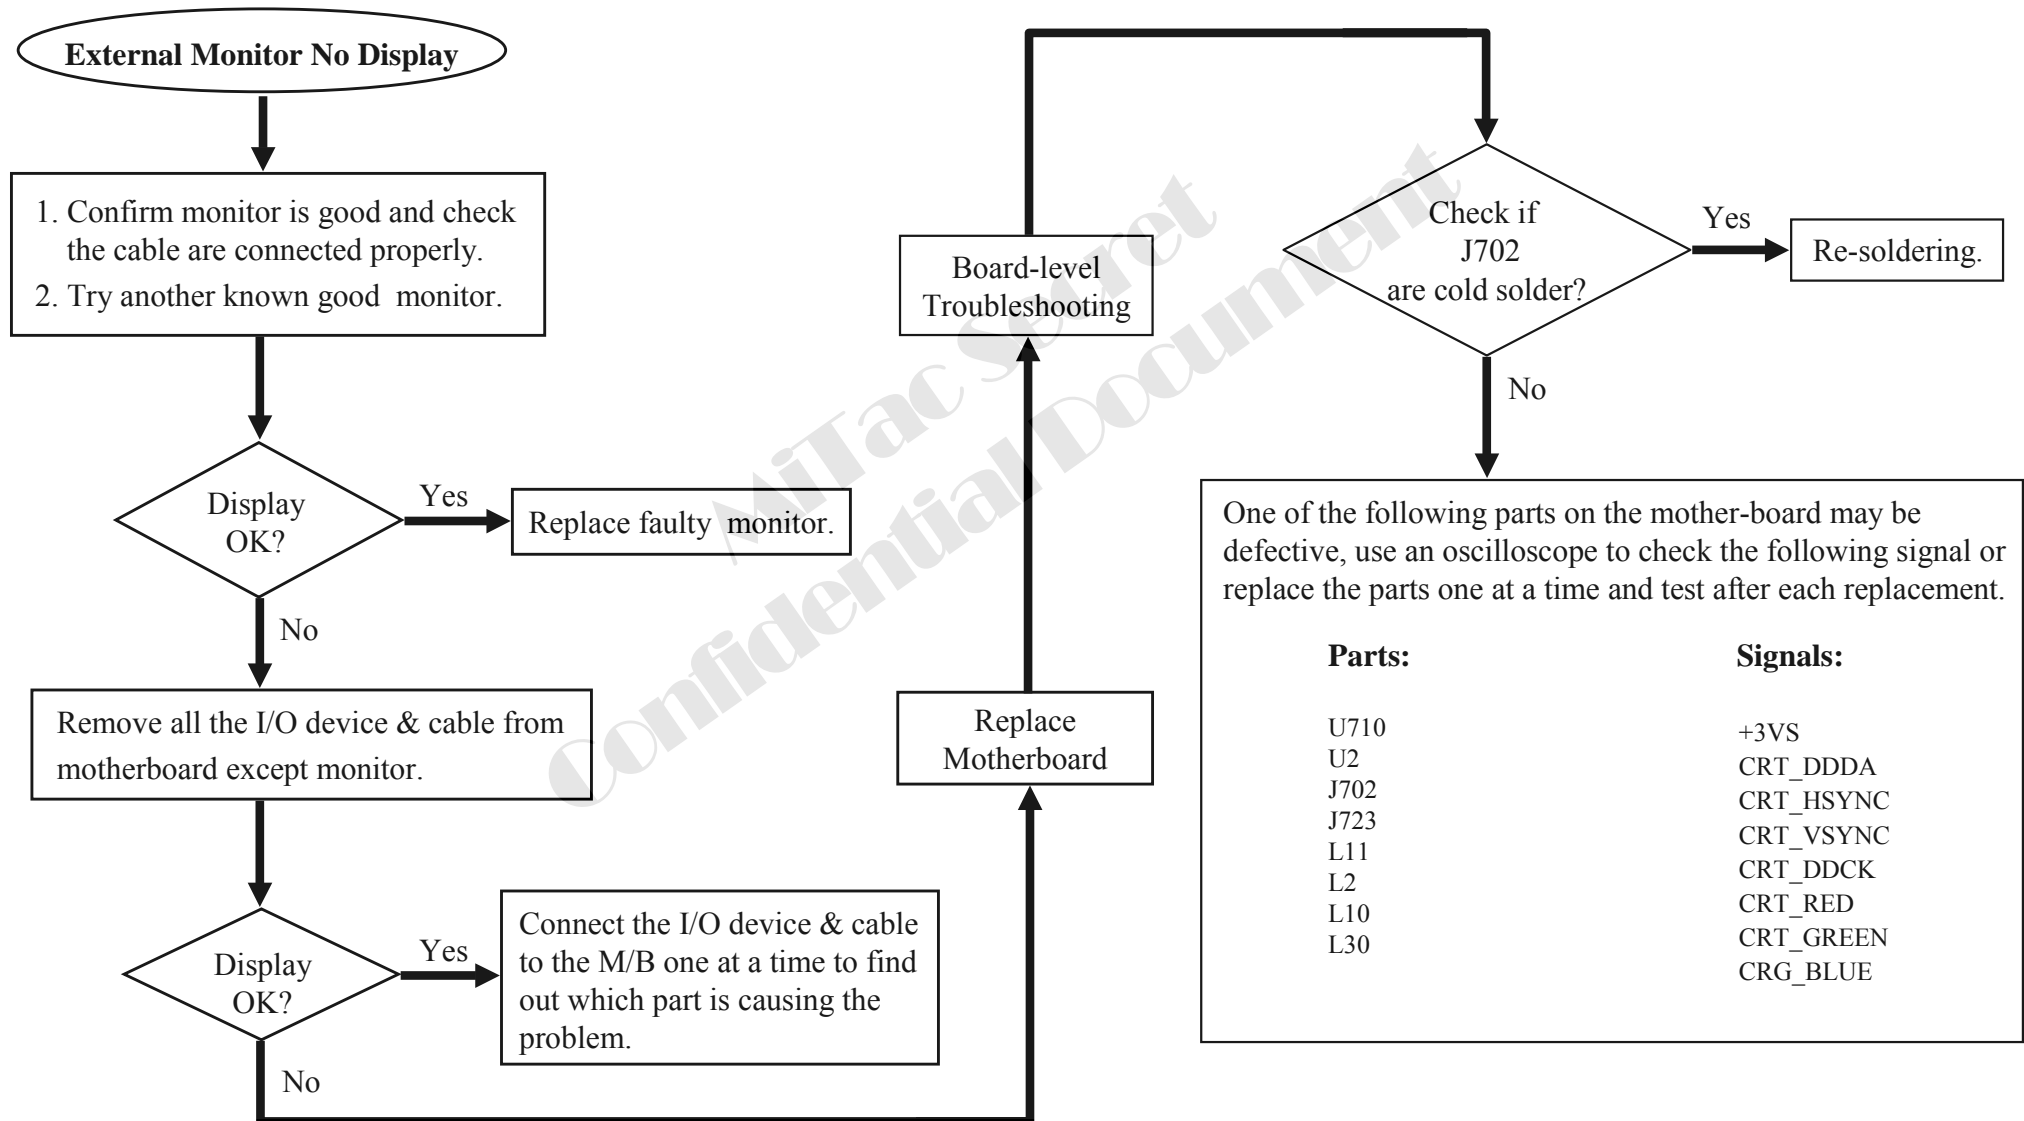 External Monitor No Display
1. Confirm monitor is good and check
the cable are connected properly.
2. Try another known good monitor.
Display
OK?
Yes
Replace faulty monitor.
No
Remove all the I/O device & cable from
motherboard except monitor.
Display
OK?
Yes
Connect the I/O device & cable
to the M/B one at a time to find
out which part is causing the
problem.
No
Replace
Motherboard
Board-level
Troubleshooting
Check if
J702
are cold solder?
Yes
Re-soldering.
No
One of the following parts on the mother-board may be
defective, use an oscilloscope to check the following signal or
replace the parts one at a time and test after each replacement.
Parts:
U710
U2
J702
J723
L11
L2
L10
L30
Signals:
+3VS
CRT_DDDA
CRT_HSYNC
CRT_VSYNC
CRT_DDCK
CRT_RED
CRT_GREEN
CRG_BLUE
MiTac Secret
Confidential Document